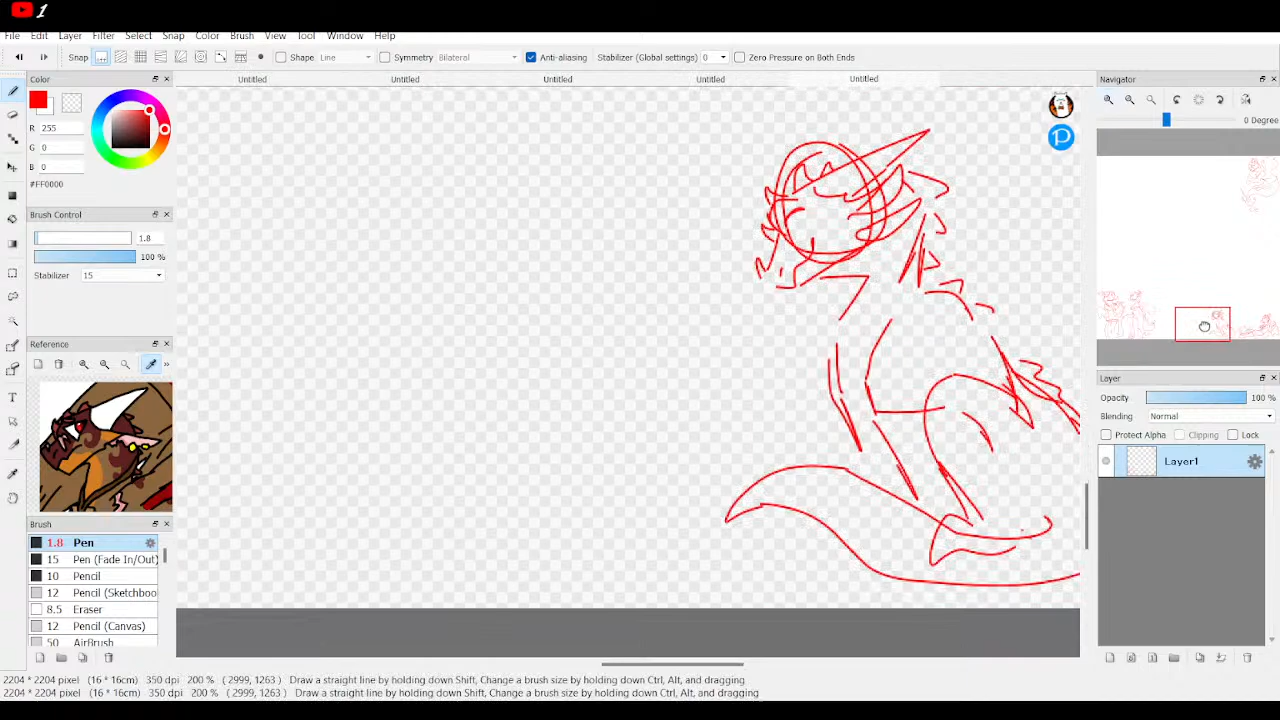 1
File Edit Layer Filter Select Snap Color Brush View Tool Window Help
Snap Shape Line Symmetry Bilateral Anti-aliasing Stabilizer (Global settings) 0 Zero Pressure on Both Ends
Color
Untitled Untitled Untitled Untitled Untitled
Navigator
R 255
G 0
B 0
#FF0000
0 Degree
Brush Control
1.8
100 %
Stabilizer 15
Reference
Layer
Opacity 100 %
Blending Normal
Protect Alpha Clipping Lock
Layer1
Brush
1.8 Pen
15 Pen (Fade In/Out)
10 Pencil
12 Pencil (Sketchboo
8.5 Eraser
12 Pencil (Canvas)
50 AirBrush
2204 * 2204 pixel (16 * 16cm) 350 dpi 200 % ( 2999, 1263 ) Draw a straight line by holding down Shift, Change a brush size by holding down Ctrl, Alt, and dragging
2204 * 2204 pixel (16 * 16cm) 350 dpi 200 % ( 2999, 1263 ) Draw a straight line by holding down Shift, Change a brush size by holding down Ctrl, Alt, and dragging